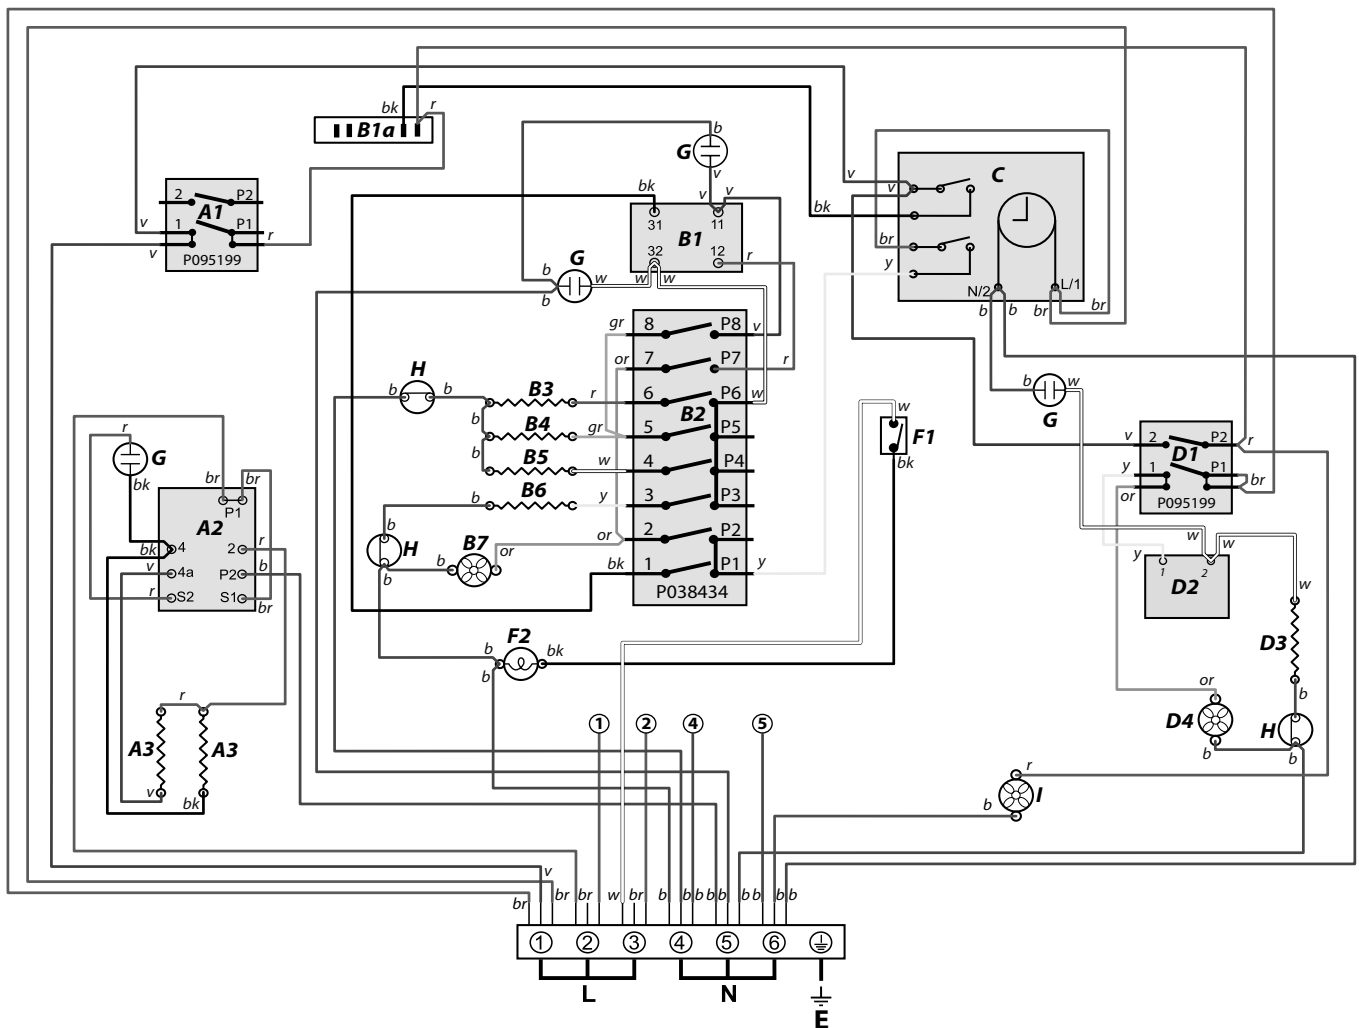 bk r
B1a
b
G
v
v v
C
v
v
bk
31 11
B1
32 12
r
bk
2 P2
A1
1 P1
P095199
v
v
r
br
y
N/2 L/1
b b br br
G
b
b
w
w w
gr
8 P8
v
or
7 P7
r
6 P6
w
B2
5 P5
4 P4
3 P3
2 P2
1 P1
P038434
y
H
b b
B3
r
b
B4
gr
b
B5
w
B6
b y
b
H
b
B7
b or
or
bk
w
F1
bk
b w
G
v
2 P2
r
D1
y
1 P1
or br
P095199
w w
y
1 2
D2
w
D3
b
or
D4
H
b b
r
G
bk
br br
P1
A2
bk
4 2 r
v
4a P2 b
r
S2 S1
br
r
A3 A3
v bk
F2
b bk
b
1 2 4 5
r
I
b
v
br br br w br b b b b b b b b b
1 2 3 4 5 6
L N
E